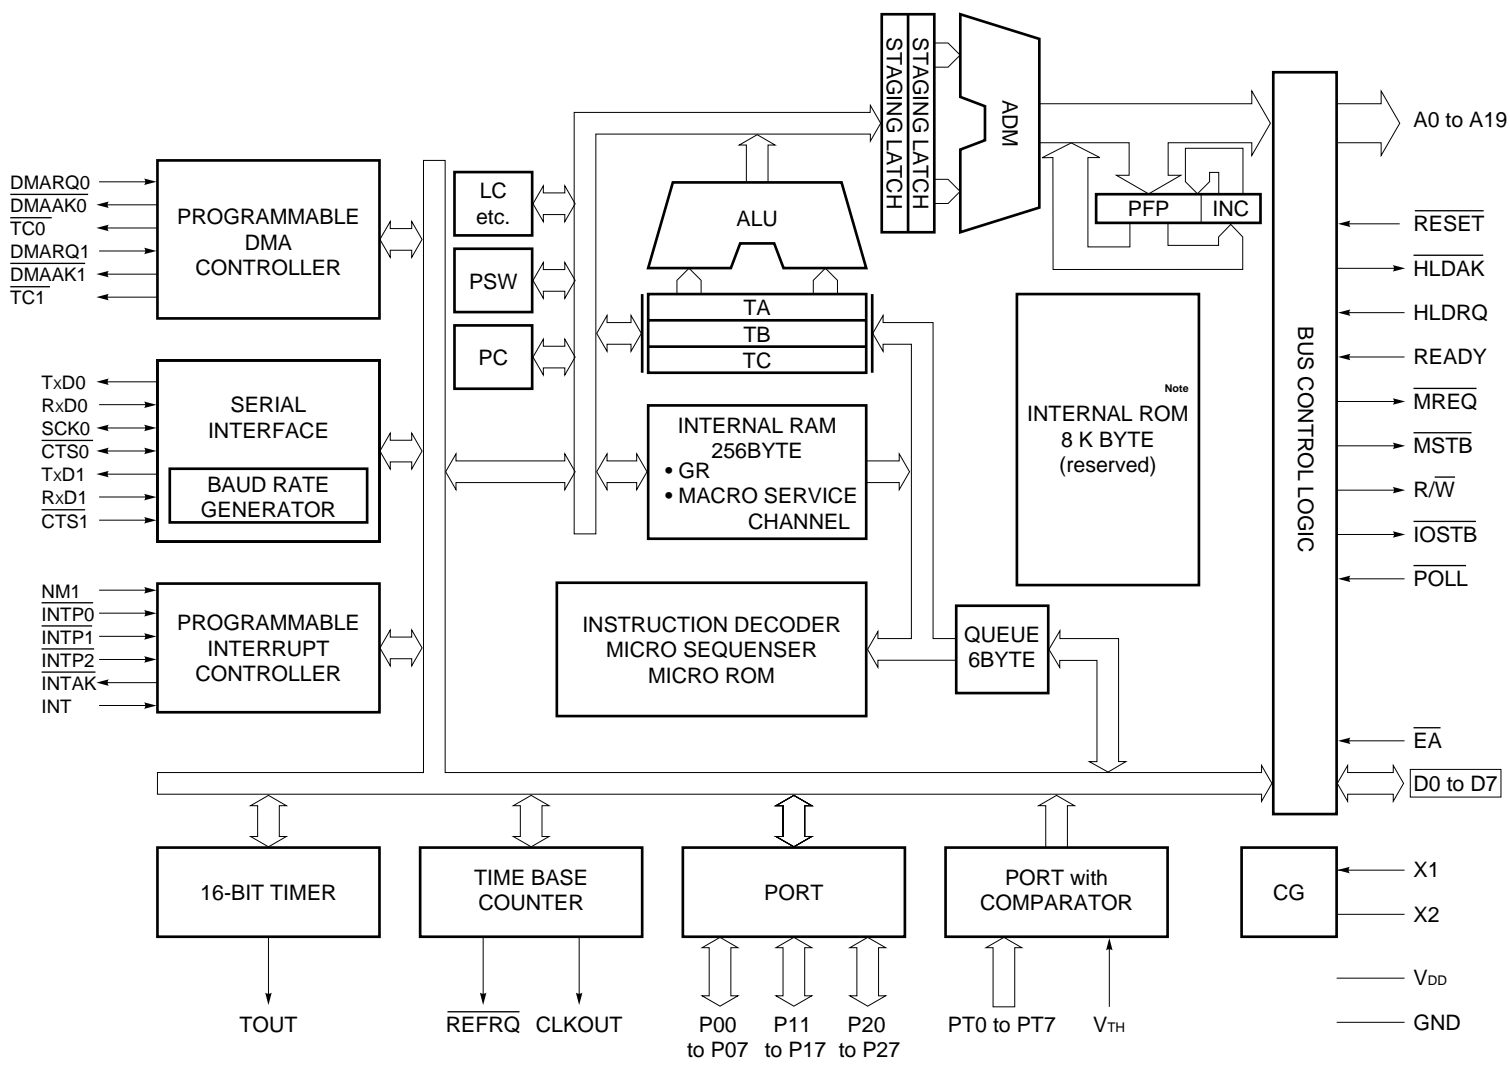 STAGING LATCH
STAGING LATCH
ADM
A0 to A19
DMARQ0
DMAAK0
TC0
DMARQ1
DMAAK1
TC1
PROGRAMMABLE
DMA
CONTROLLER
LC
etc.
PSW
PC
ALU
TA
TB
TC
PFP
INC
BUS CONTROL LOGIC
RESET
HLDAK
HLDRQ
READY
MREQ
MSTB
R/W
IOSTB
POLL
EA
D0 to D7
TxD0
RxD0
SCK0
CTS0
TxD1
RxD1
CTS1
SERIAL
INTERFACE
BAUD RATE
GENERATOR
INTERNAL RAM
256BYTE
• GR
• MACRO SERVICE
CHANNEL
Note
INTERNAL ROM
8 K BYTE
(reserved)
NM1
INTP0
INTP1
INTP2
INTAK
INT
PROGRAMMABLE
INTERRUPT
CONTROLLER
INSTRUCTION DECODER
MICRO SEQUENSER
MICRO ROM
QUEUE
6BYTE
16-BIT TIMER
TIME BASE
COUNTER
PORT
PORT with
COMPARATOR
CG
X1
X2
VDD
GND
TOUT
REFRQ
CLKOUT
P00
to P07
P11
to P17
P20
to P27
PT0 to PT7
VTH